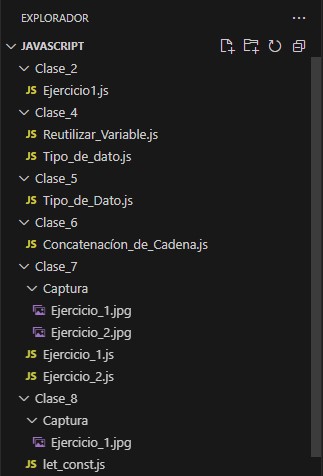 EXPLORADOR
JAVASCRIPT
Clase_2
JS Ejercicio1.js
Clase_4
JS Reutilizar_Variable.js
JS Tipo_de_dato.js
Clase_5
JS Tipo_de_Dato.js
Clase_6
JS Concatenacíon_de_Cadena.js
Clase_7
Captura
Ejercicio_1.jpg
Ejercicio_2.jpg
JS Ejercicio_1.js
JS Ejercicio_2.js
Clase_8
Captura
Ejercicio_1.jpg
JS let_const.js